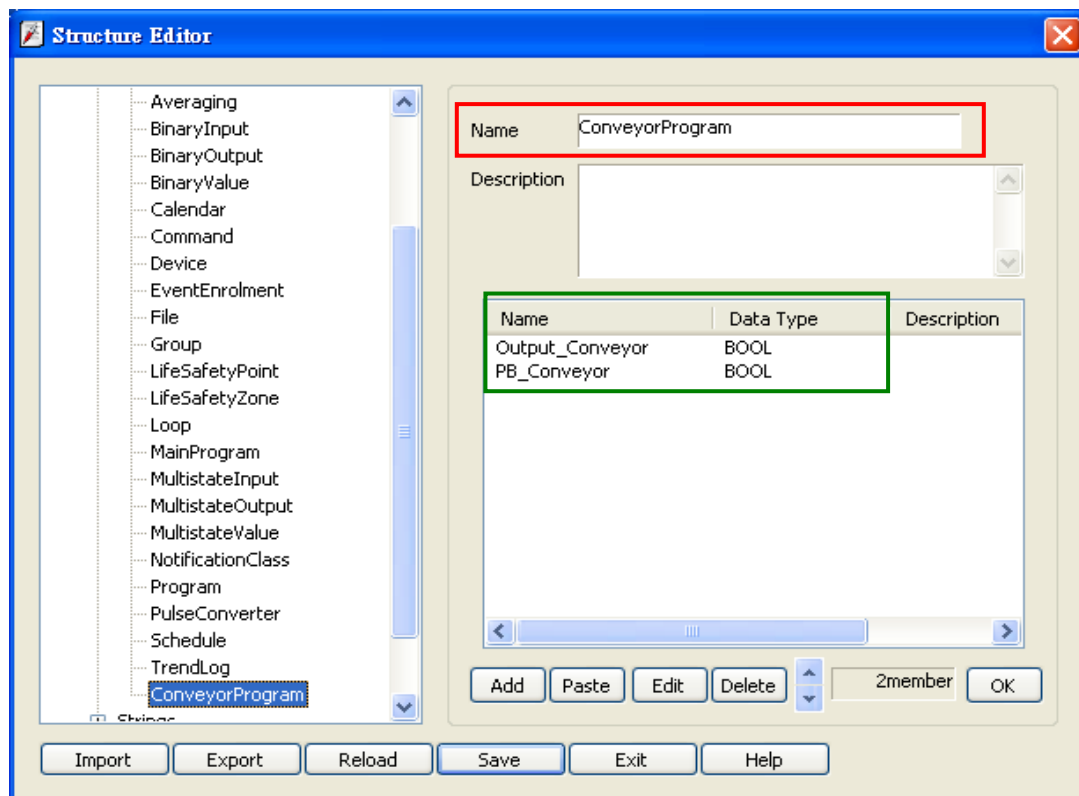 Structure Editor
Averaging
BinaryInput
BinaryOutput
BinaryValue
Calendar
Command
Device
EventEnrolment
File
Group
LifeSafetyPoint
LifeSafetyZone
Loop
MainProgram
MultistateInput
MultistateOutput
MultistateValue
NotificationClass
Program
PulseConverter
Schedule
TrendLog
ConveyorProgram
Strings
Name ConveyorProgram
Description
Name Data Type Description
Output_Conveyor BOOL
PB_Conveyor BOOL
Add Paste Edit Delete 2member OK
Import Export Reload Save Exit Help